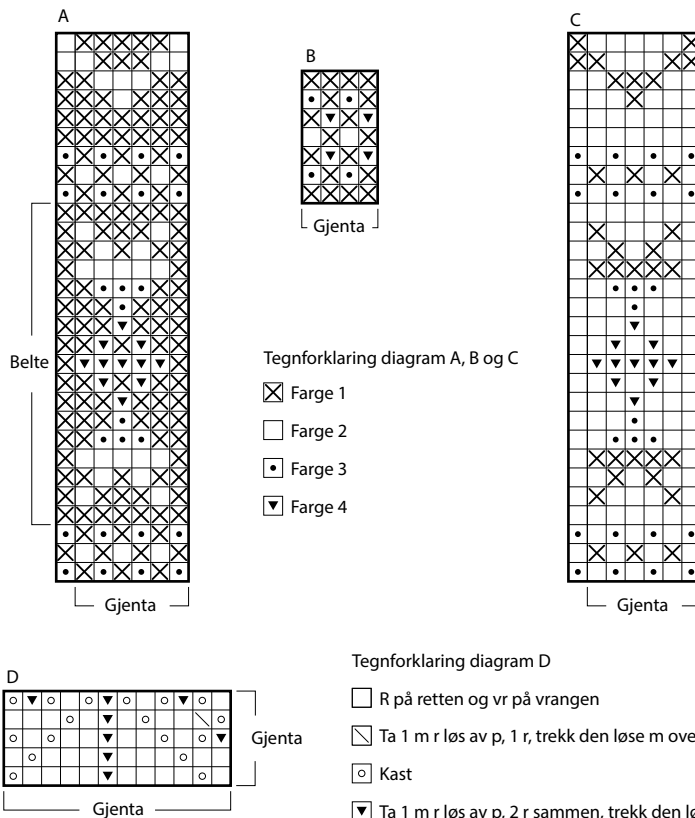 A
B
C
Gjenta
Belte
Tegnforklaring diagram A, B og C
Farge 1
Farge 2
Farge 3
Farge 4
Gjenta
Gjenta
D
Gjenta
Gjenta
Tegnforklaring diagram D
R på retten og vr på vrangen
Ta 1 m r løs av p, 1 r, trekk den løse m ove
Kast
Ta 1 m r løs av p, 2 r sammen, trekk den lø